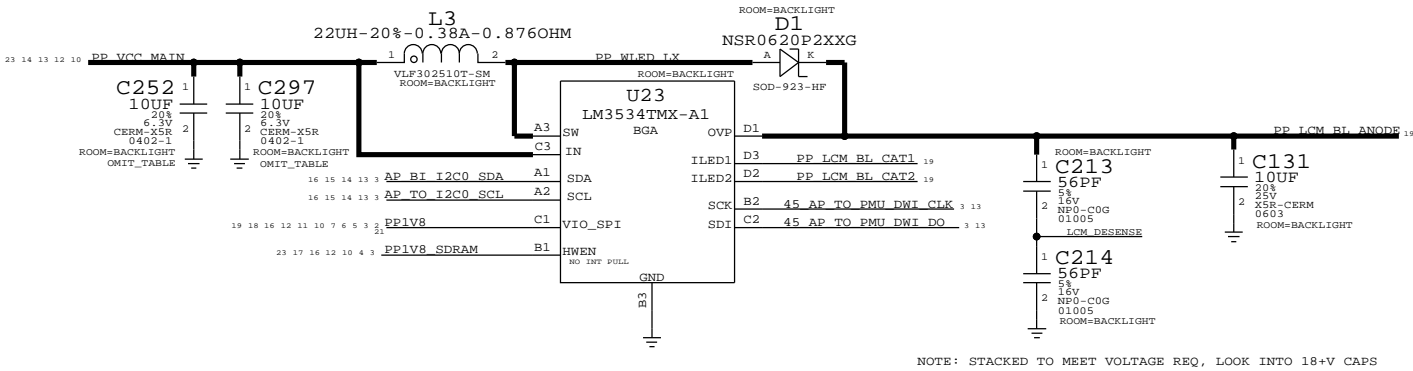 ROOM=BACKLIGHT
L3
22UH-20%-0.38A-0.876OHM
D1
NSR0620P2XXG
23 14 13 12 10 PP_VCC_MAIN
1 2
PP_WLED_LX
A K
VLF302510T-SM
ROOM=BACKLIGHT
SOD-923-HF
ROOM=BACKLIGHT
C252
1
10UF
20%
6.3V
2
CERM-X5R
0402-1
ROOM=BACKLIGHT
OMIT_TABLE
C297
1
10UF
20%
6.3V
2
CERM-X5R
0402-1
ROOM=BACKLIGHT
OMIT_TABLE
U23
LM3534TMX-A1
BGA
A3 SW
C3 IN
16 15 14 13 3 AP_BI_I2C0_SDA A1 SDA
16 15 14 13 3 AP_TO_I2C0_SCL A2 SCL
19 18 16 12 11 10 7 6 5 3 2 PP1V8 C1 VIO_SPI
21
23 17 16 12 10 4 3 PP1V8_SDRAM B1 HWEN
NO INT PULL
GND
B3
OVP D1
PP_LCM_BL_ANODE 19
ILED1 D3 PP_LCM_BL_CAT1 19
ILED2 D2 PP_LCM_BL_CAT2 19
SCK B2 45_AP_TO_PMU_DWI_CLK 3 13
SDI C2 45_AP_TO_PMU_DWI_DO 3 13
ROOM=BACKLIGHT
1 C213
56PF
5%
16V
2 NP0-C0G
01005
LCM_DESENSE
1 C214
56PF
5%
16V
2 NP0-C0G
01005
ROOM=BACKLIGHT
1 C131
10UF
20%
25V
2 X5R-CERM
0603
ROOM=BACKLIGHT
NOTE: STACKED TO MEET VOLTAGE REQ, LOOK INTO 18+V CAPS